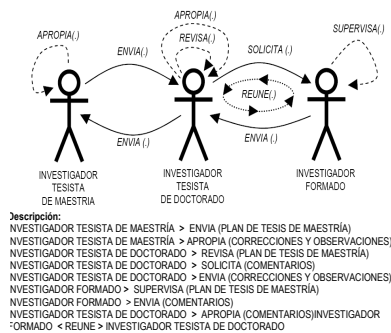 APROPIA(.)
REVISA(.)
APROPIA(.)
ENVIA(.)
SOLICITA (.)
SUPERVISA(.)
REUNE(.)
ENVIA (.)
ENVIA (.)
INVESTIGADOR
TESISTA
DE MAESTRIA
INVESTIGADOR
TESISTA
DE DOCTORADO
INVESTIGADOR
FORMADO
Descripción:
NVESTIGADOR TESISTA DE MAESTRÍA > ENVIA (PLAN DE TESIS DE MAESTRÍA)
NVESTIGADOR TESISTA DE MAESTRÍA > APROPIA (CORRECCIONES Y OBSERVACIONES)
NVESTIGADOR TESISTA DE DOCTORADO > REVISA (PLAN DE TESIS DE MAESTRÍA)
NVESTIGADOR TESISTA DE DOCTORADO > SOLICITA (COMENTARIOS)
NVESTIGADOR TESISTA DE DOCTORADO > ENVIA (CORRECCIONES Y OBSERVACIONES)
NVESTIGADOR FORMADO > SUPERVISA (PLAN DE TESIS DE MAESTRÍA)
NVESTIGADOR FORMADO > ENVIA (COMENTARIOS)
NVESTIGADOR TESISTA DE DOCTORADO > APROPIA (COMENTARIOS)INVESTIGADOR
FORMADO < REUNE > INVESTIGADOR TESISTA DE DOCTORADO